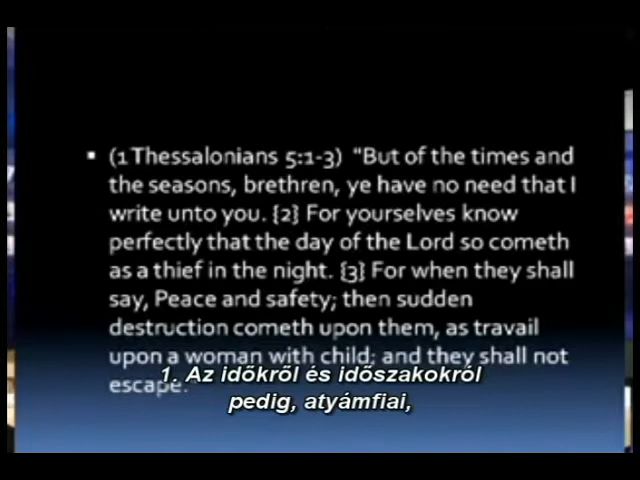 ▪ (1 Thessalonians 5:1-3) "But of the times and
the seasons, brethren, ye have no need that I
write unto you. {2} For yourselves know
perfectly that the day of the Lord so cometh
as a thief in the night. {3} For when they shall
say, Peace and safety; then sudden
destruction cometh upon them, as travail
upon a woman with child; and they shall not
escape."
1. Az időkről és időszakokról
pedig, atyámfiai,